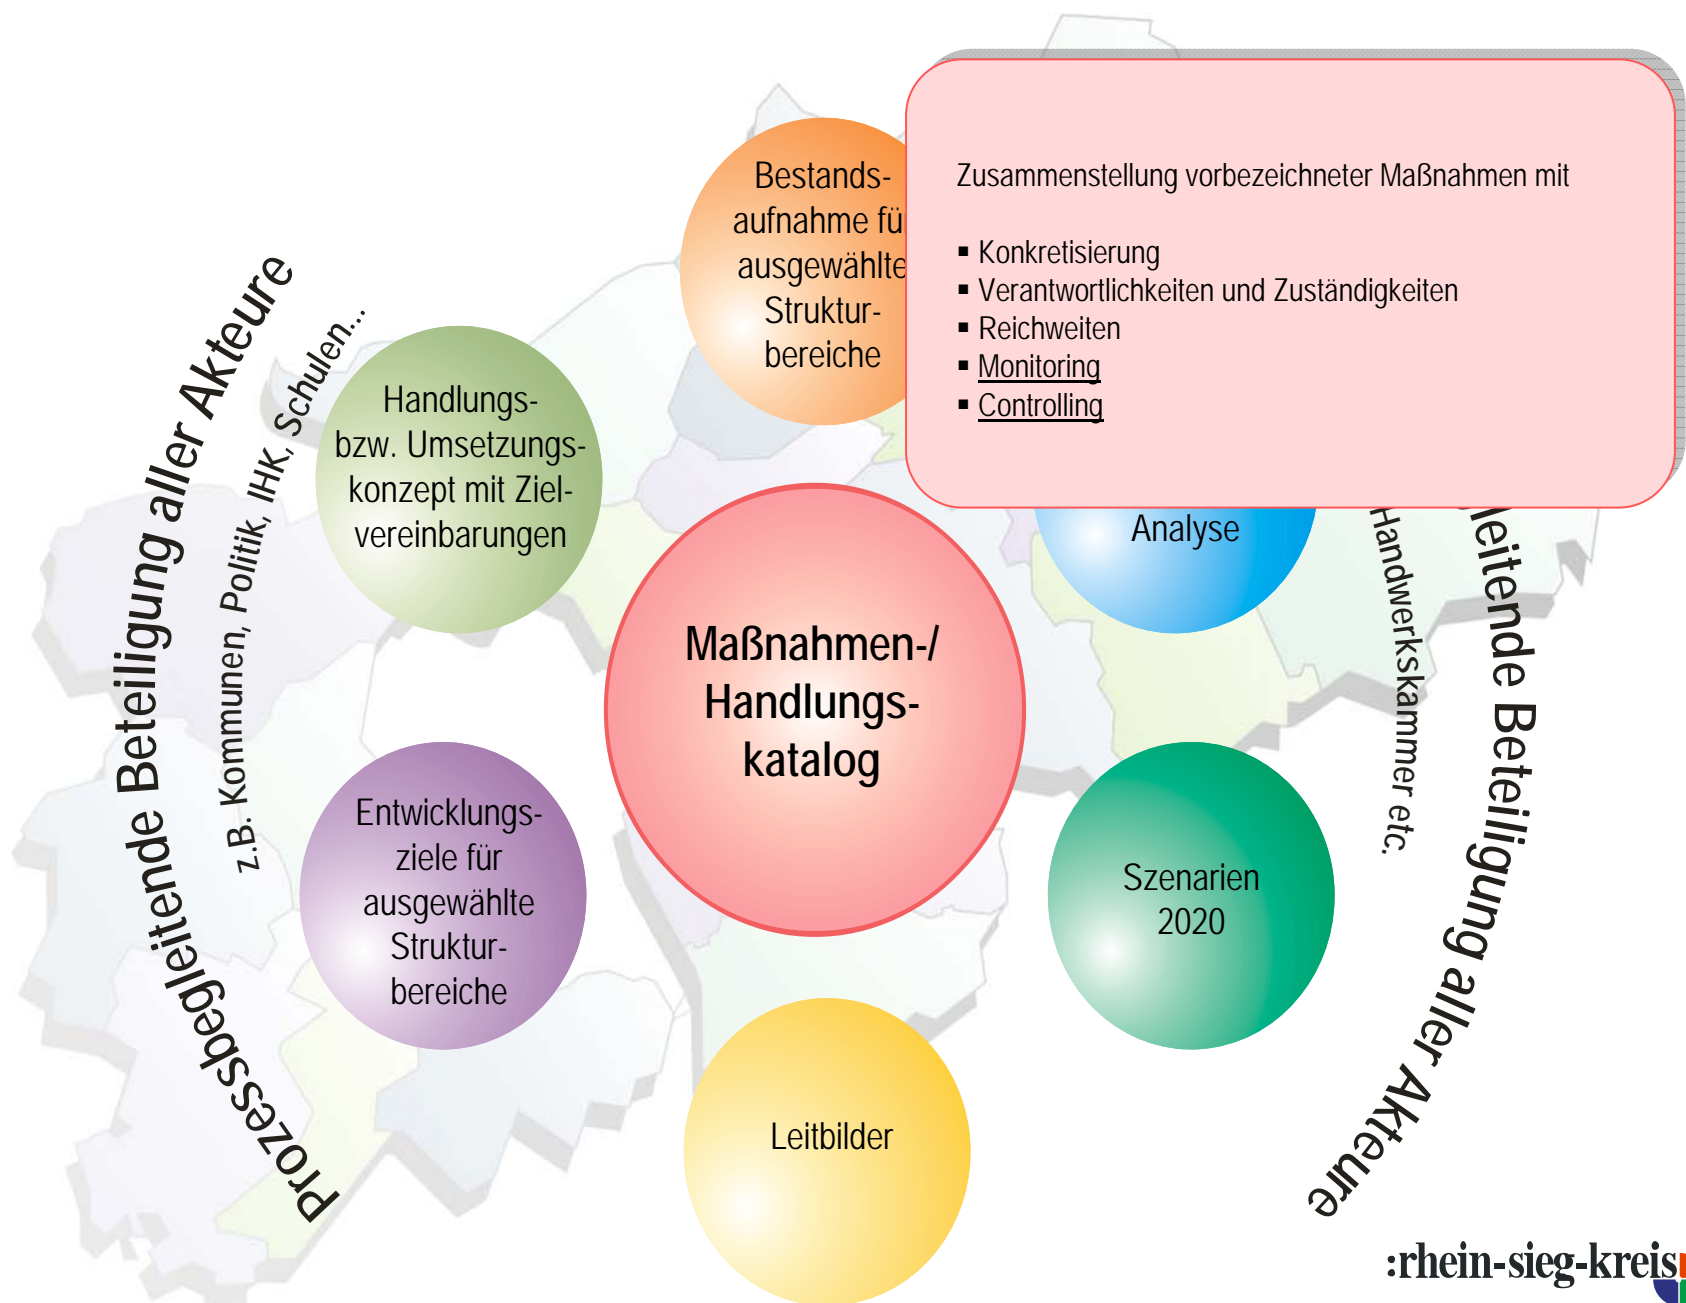 Zusammenstellung vorbezeichneter Maßnahmen mit
▪ Konkretisierung
▪ Verantwortlichkeiten und Zuständigkeiten
▪ Reichweiten
▪ Monitoring
▪ Controlling
Bestands-
aufnahme für
ausgewählte
Struktur-
bereiche
Handlungs-
bzw. Umsetzungs-
konzept mit Ziel-
vereinbarungen
Analyse
Maßnahmen-/
Handlungs-
katalog
Entwicklungs-
ziele für
ausgewählte
Struktur-
bereiche
Szenarien
2020
Leitbilder
Prozessbegleitende Beteiligung aller Akteure
z.B. Kommunen, Politik, IHK, Schulen...
Handwerkskammer etc.
leitende Beteiligung aller Akteure
:rhein-sieg-kreis